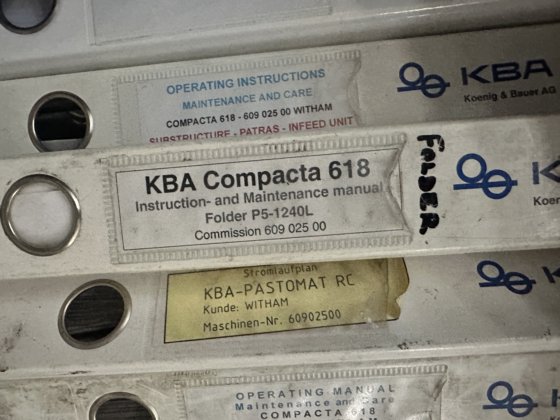 OPERATING INSTRUCTIONS
MAINTENANCE AND CARE
COMPACTA 618 - 609 025 00 WITHAM
SUBSTRUCTURE - PATRAS - INFEED UNIT
KBA
Koenig & Bauer AG
KBA Compacta 618
Instruction- and Maintenance manual
Folder P5-1240L
Commission 609 025 00
FOLDER
K
Koen
Stromlaufplan
KBA-PASTOMAT RC
Kunde: WITHAM
Maschinen-Nr. 60902500
OPERATING MANUAL
Maintenance and Care
COMPACTA 618